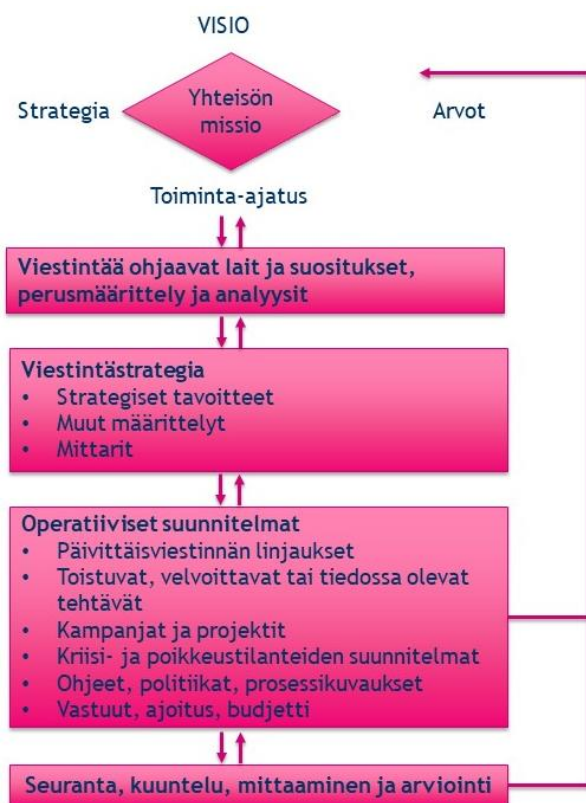 VISIO
Strategia
Yhteisön
missio
Arvot
Toiminta-ajatus
Viestintää ohjaavat lait ja suositukset,
perusmäärittely ja analyysit
Viestintästrategia
• Strategiset tavoitteet
• Muut määrittelyt
• Mittarit
Operatiiviset suunnitelmat
• Päivittäisviestinnän linjaukset
• Toistuvat, velvoittavat tai tiedossa olevat
tehtävät
• Kampanjat ja projektit
• Kriisi- ja poikkeustilanteiden suunnitelmat
• Ohjeet, politiikat, prosessikuvaukset
• Vastuut, ajoitus, budjetti
Seuranta, kuuntelu, mittaaminen ja arviointi